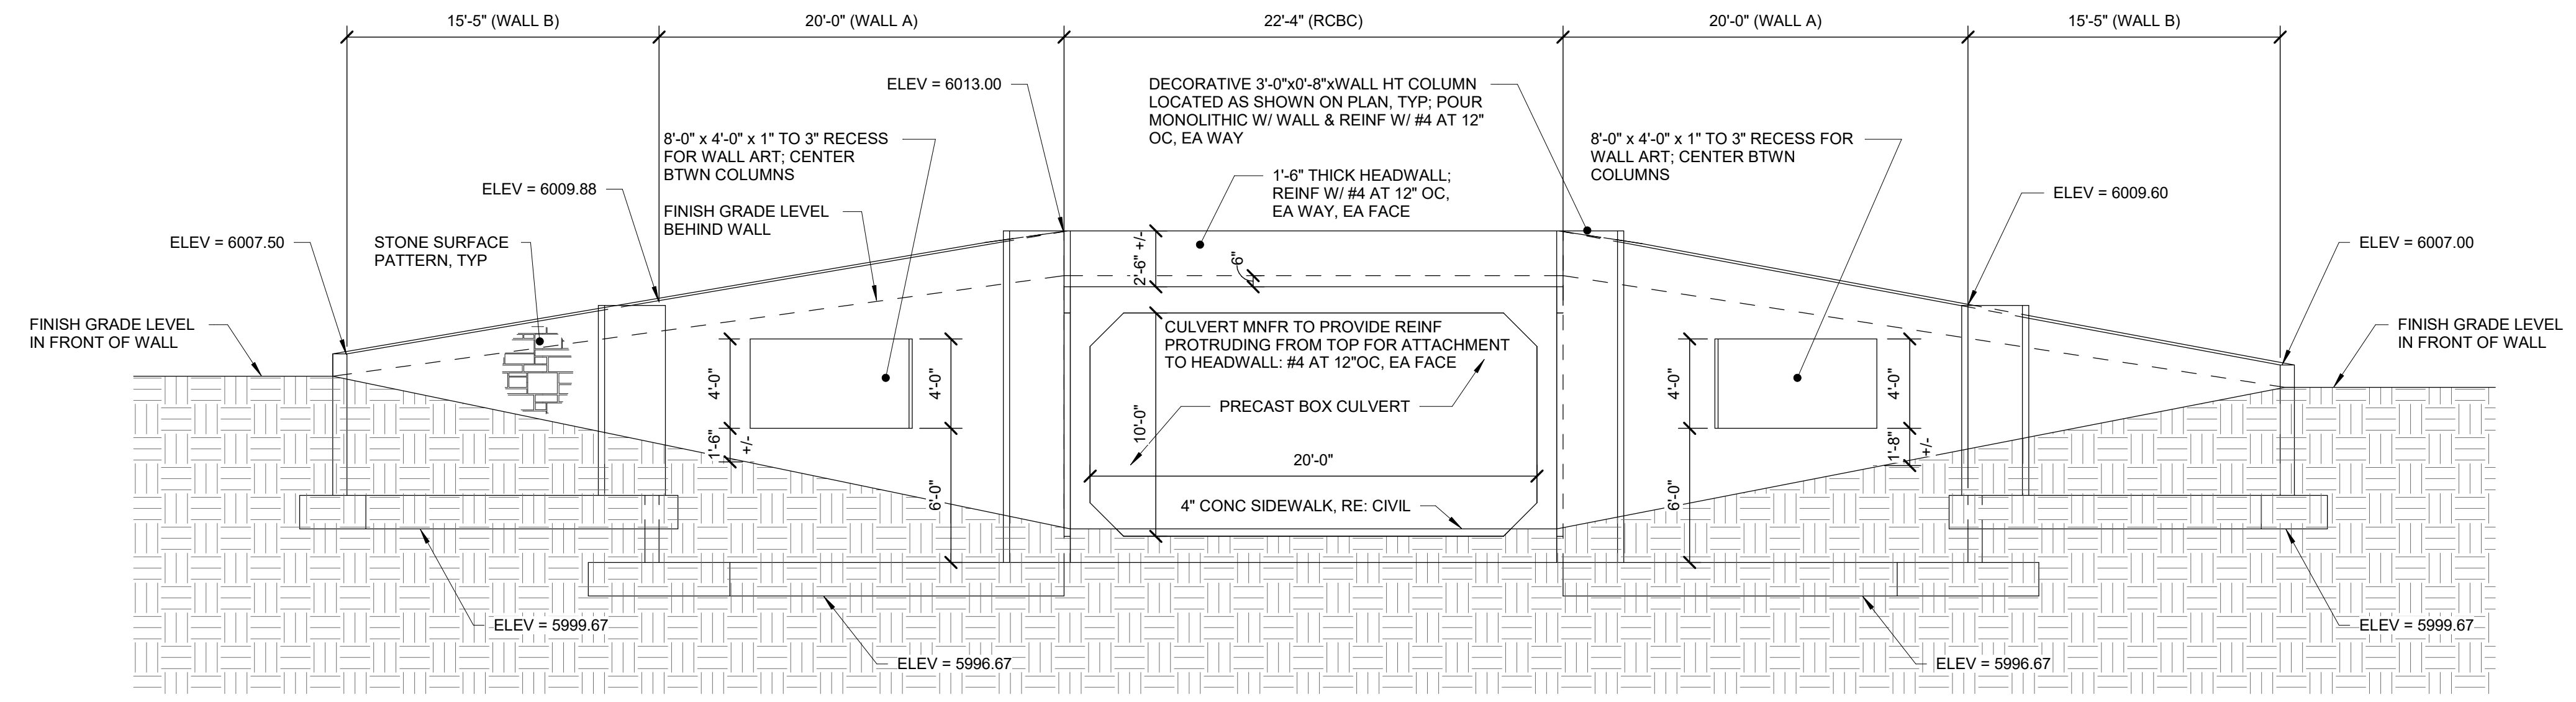 15'-5" (WALL B)
20'-0" (WALL A)
22'-4" (RCBC)
20'-0" (WALL A)
15'-5" (WALL B)
ELEV = 6013.00
DECORATIVE 3'-0"x0'-8"xWALL HT COLUMN
LOCATED AS SHOWN ON PLAN, TYP; POUR
MONOLITHIC W/ WALL & REINF W/ #4 AT 12"
OC, EA WAY
8'-0" x 4'-0" x 1" TO 3" RECESS
FOR WALL ART; CENTER
BTWN COLUMNS
8'-0" x 4'-0" x 1" TO 3" RECESS FOR
WALL ART; CENTER BTWN
COLUMNS
1'-6" THICK HEADWALL;
REINF W/ #4 AT 12" OC,
EA WAY, EA FACE
ELEV = 6009.88
ELEV = 6009.60
FINISH GRADE LEVEL
BEHIND WALL
ELEV = 6007.50
STONE SURFACE
PATTERN, TYP
ELEV = 6007.00
2'-6" +/-
6"
FINISH GRADE LEVEL
IN FRONT OF WALL
CULVERT MNFR TO PROVIDE REINF
PROTRUDING FROM TOP FOR ATTACHMENT
TO HEADWALL: #4 AT 12"OC, EA FACE
FINISH GRADE LEVEL
IN FRONT OF WALL
4'-0"
4'-0"
4'-0"
4'-0"
PRECAST BOX CULVERT
10'-0"
1'-6"
+/-
1'-8"
+/-
20'-0"
6'-0"
6'-0"
4" CONC SIDEWALK, RE: CIVIL
ELEV = 5999.67
ELEV = 5999.67
ELEV = 5996.67
ELEV = 5996.67